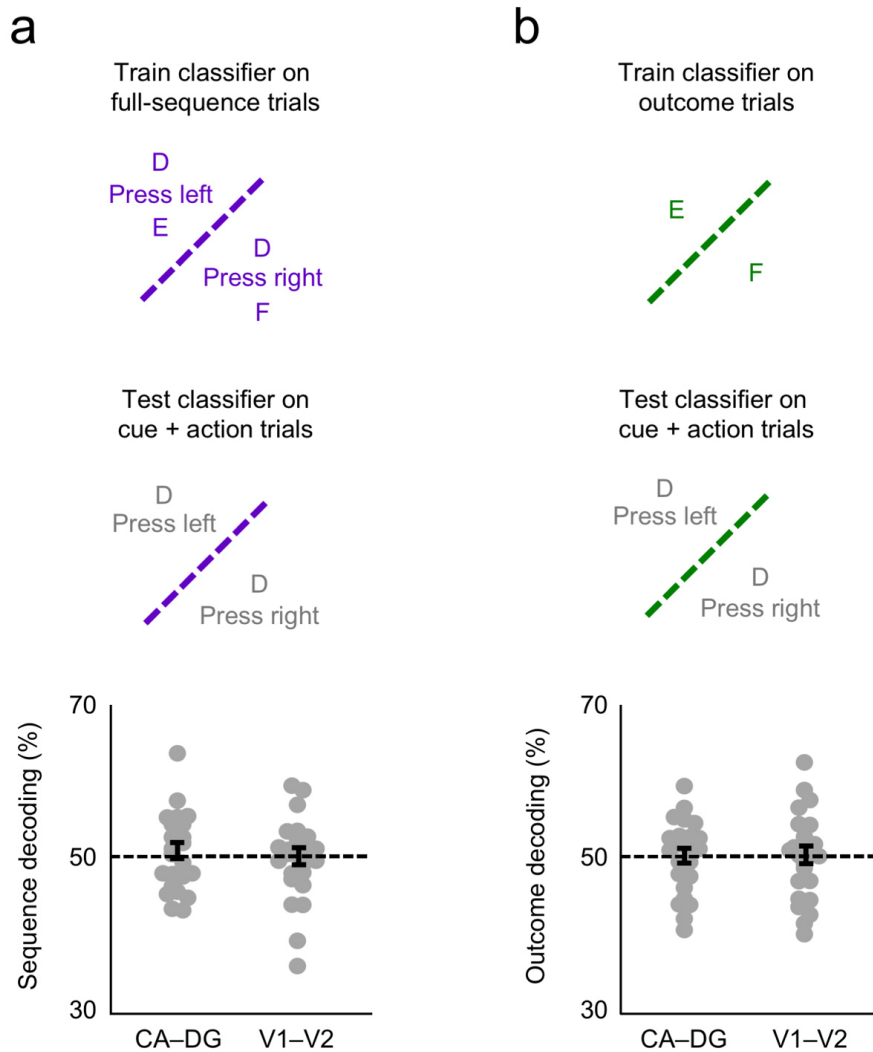 a
Train classifier on
full-sequence trials
D
Press left
E
D
Press right
F
Test classifier on
cue + action trials
D
Press left
D
Press right
Sequence decoding (%)
70
50
30
CA–DG
V1–V2
b
Train classifier on
outcome trials
E
F
Test classifier on
cue + action trials
D
Press left
D
Press right
Outcome decoding (%)
70
50
30
CA–DG
V1–V2